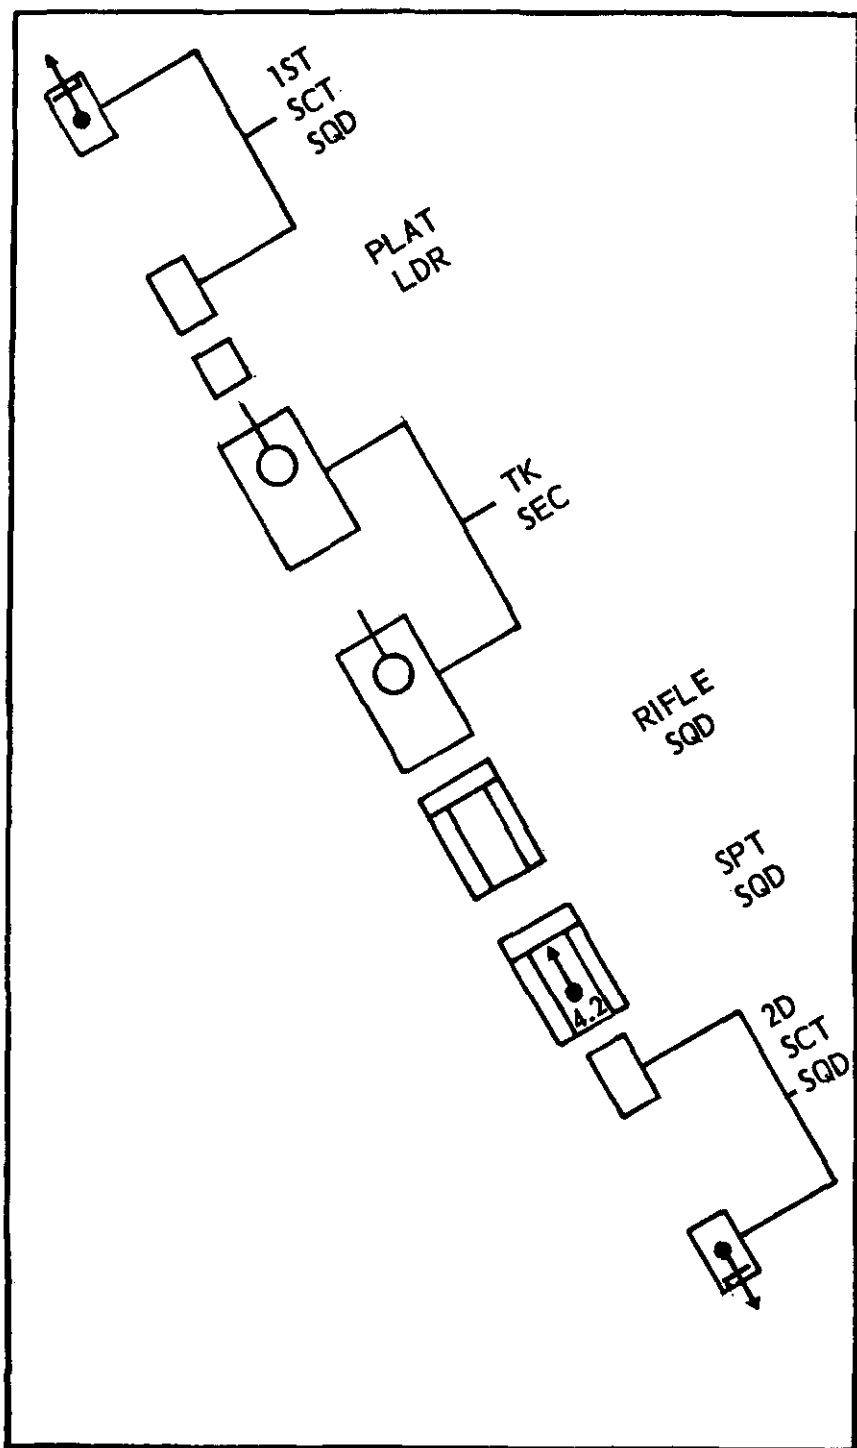 1ST
SCT
SQD
PLAT
LDR
TK
SEC
RIFLE
SQD
SPT
SQD
4.2
2D
SCT
SQD